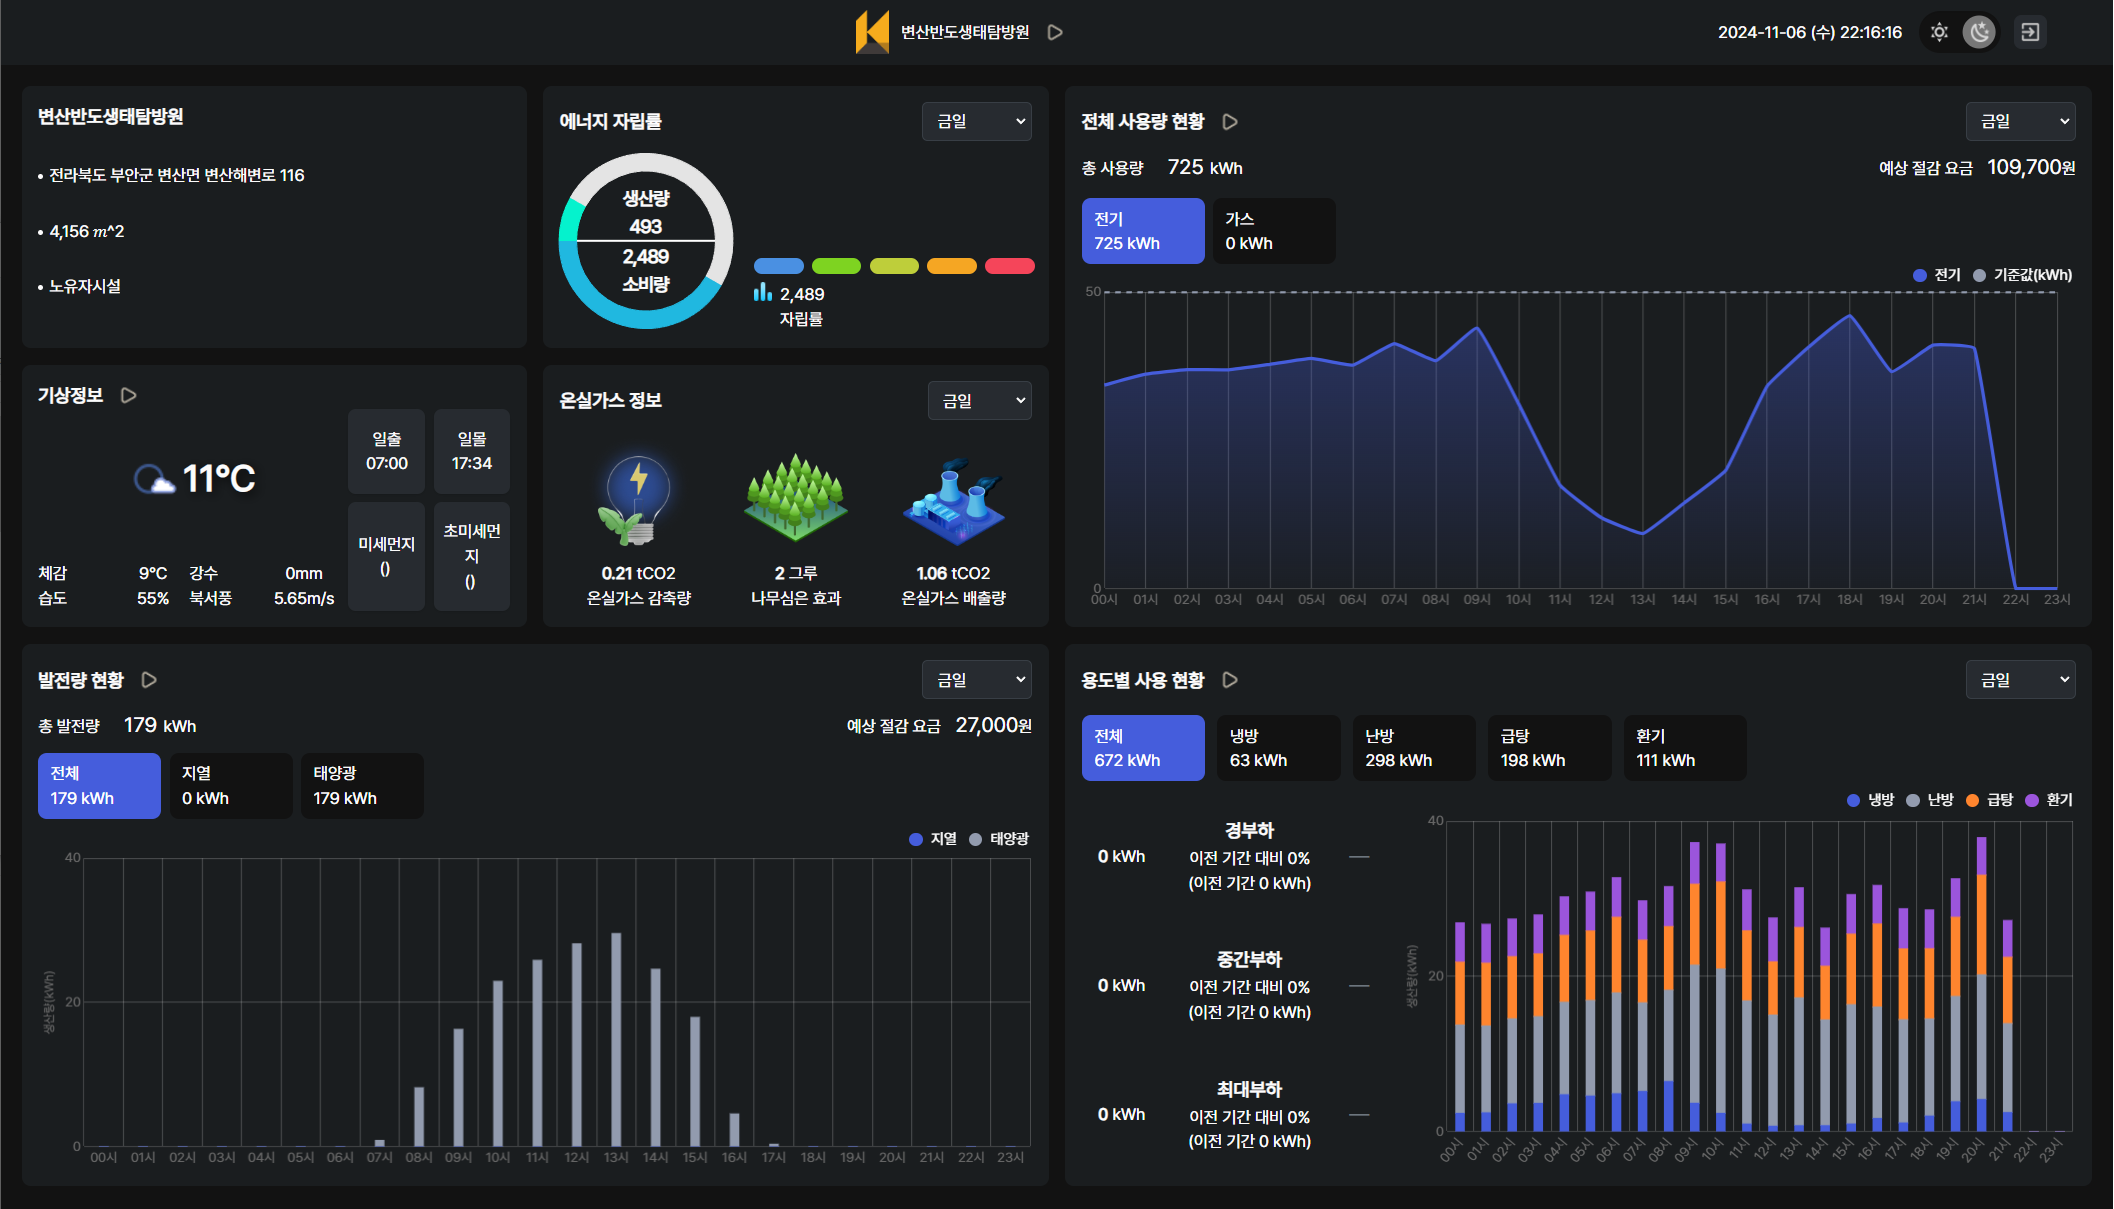 변산반도생태탐방원
2024-11-06 (수) 22:16:16
변산반도생태탐방원
• 전라북도 부안군 변산면 변산해변로 116
• 4,156 m^2
• 노유자시설
에너지 자립률
금일
생산량
493
2,489
소비량
2,489
자립률
전체 사용량 현황
금일
총 사용량 725 kWh
예상 절감 요금 109,700원
전기
725 kWh
가스
0 kWh
전기 기준값(kWh)
50
0
00시 01시 02시 03시 04시 05시 06시 07시 08시 09시 10시 11시 12시 13시 14시 15시 16시 17시 18시 19시 20시 21시 22시 23시
기상정보
11°C
일출
07:00
일몰
17:34
미세먼지
()
초미세먼
지
()
체감 9°C 강수 0mm
습도 55% 북서풍 5.65m/s
온실가스 정보
금일
0.21 tCO2
온실가스 감축량
2 그루
나무심은 효과
1.06 tCO2
온실가스 배출량
발전량 현황
금일
총 발전량 179 kWh
예상 절감 요금 27,000원
전체
179 kWh
지열
0 kWh
태양광
179 kWh
지열 태양광
생산량(kWh)
40
20
0
00시 01시 02시 03시 04시 05시 06시 07시 08시 09시 10시 11시 12시 13시 14시 15시 16시 17시 18시 19시 20시 21시 22시 23시
용도별 사용 현황
금일
전체
672 kWh
냉방
63 kWh
난방
298 kWh
급탕
198 kWh
환기
111 kWh
냉방 난방 급탕 환기
0 kWh
경부하
이전 기간 대비 0%
(이전 기간 0 kWh)
—
0 kWh
중간부하
이전 기간 대비 0%
(이전 기간 0 kWh)
—
0 kWh
최대부하
이전 기간 대비 0%
(이전 기간 0 kWh)
—
생산량(kWh)
40
20
0
00시 01시 02시 03시 04시 05시 06시 07시 08시 09시 10시 11시 12시 13시 14시 15시 16시 17시 18시 19시 20시 21시 22시 23시